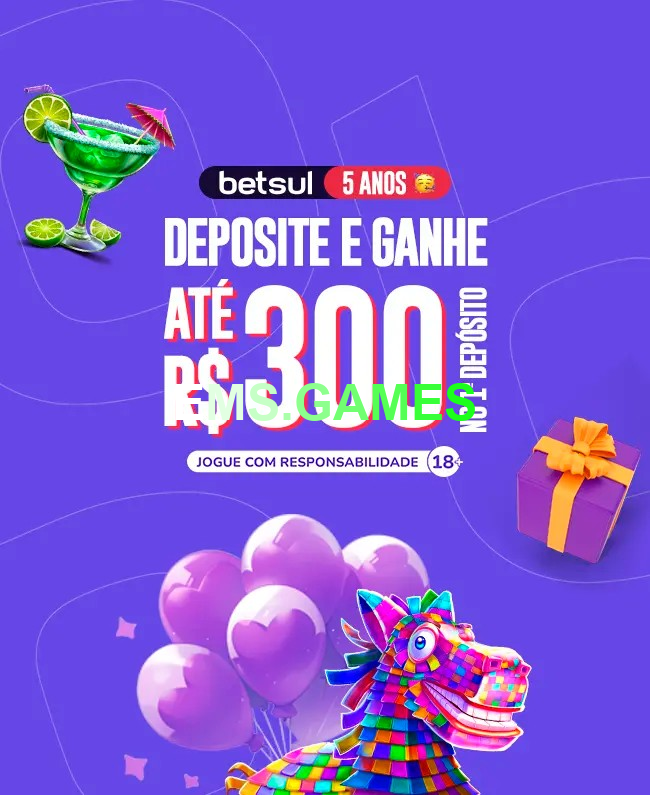 betsul 5 ANOS
DEPOSITE E GANHE
ATÉ
R$300
NO 1º DEPÓSITO
MS.GAMES
JOGUE COM RESPONSABILIDADE 18+